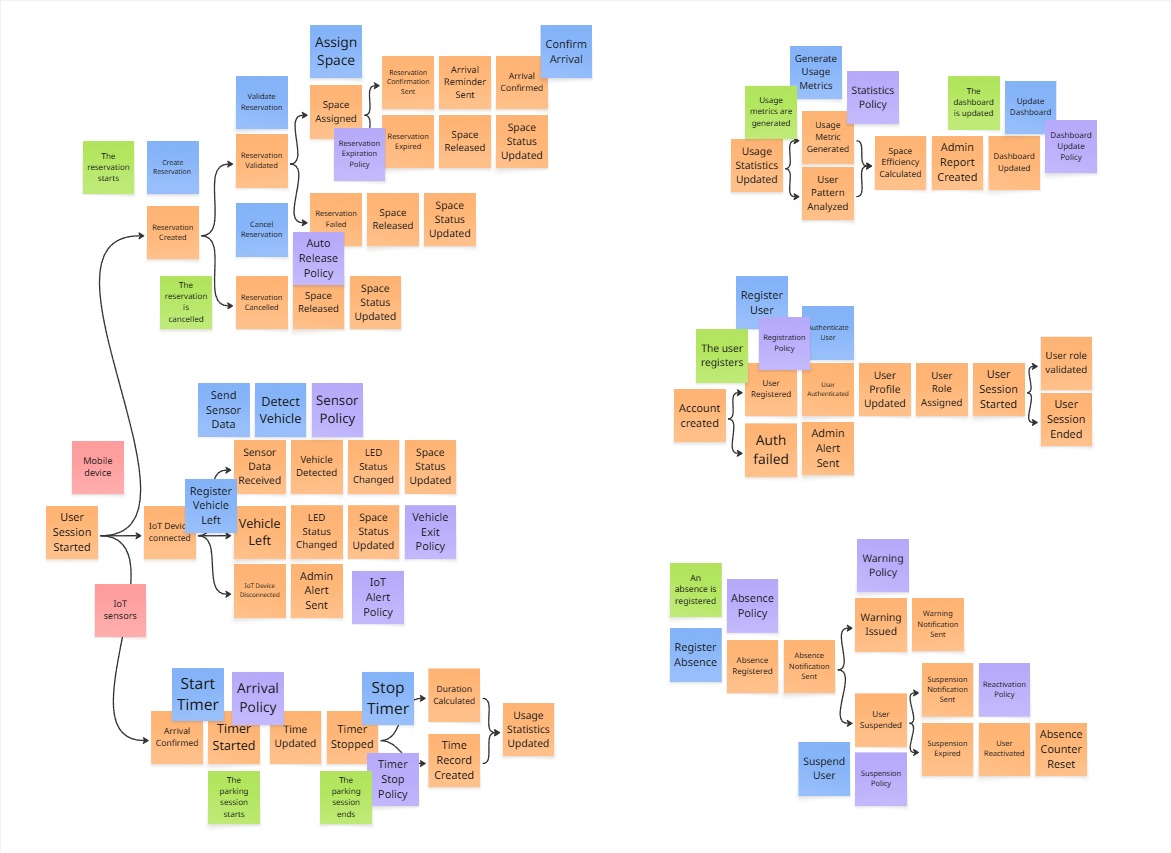 Assign
Space
Confirm
Arrival
Reservation
Confirmation
Sent
Arrival
Reminder
Sent
Arrival
Confirmed
Validate
Reservation
Space
Assigned
Reservation
Expiration
Policy
Reservation
Expired
Space
Released
Space
Status
Updated
The
reservation
starts
Create
Reservation
Reservation
Validated
Reservation
Created
Cancel
Reservation
Reservation
Failed
Space
Released
Space
Status
Updated
Auto
Release
Policy
The
reservation
is
cancelled
Reservation
Cancelled
Space
Released
Space
Status
Updated
Send
Sensor
Data
Detect
Vehicle
Sensor
Policy
Mobile
device
Sensor
Data
Received
Vehicle
Detected
LED
Status
Changed
Space
Status
Updated
Register
Vehicle
Left
User
Session
Started
IoT Devic
connected
Vehicle
Left
LED
Status
Changed
Space
Status
Updated
Vehicle
Exit
Policy
IoT Device
Disconnected
Admin
Alert
Sent
IoT
Alert
Policy
IoT
sensors
Start
Timer
Arrival
Policy
Stop
Timer
Duration
Calculated
Arrival
Confirmed
Timer
Started
Time
Updated
Timer
Stopped
Usage
Statistics
Updated
Timer
Stop
Policy
Time
Record
Created
The
parking
session
starts
The
parking
session
ends
Generate
Usage
Metrics
Statistics
Policy
Usage
metrics are
generated
The
dashboard
is updated
Update
Dashboard
Dashboard
Update
Policy
Usage
Metric
Generated
Usage
Statistics
Updated
User
Pattern
Analyzed
Space
Efficiency
Calculated
Admin
Report
Created
Dashboard
Updated
Register
User
Registration
Policy
uthenticate
User
The user
registers
User
Registered
User
Authenticated
User
Profile
Updated
User
Role
Assigned
User
Session
Started
User role
validated
User
Session
Ended
Account
created
Auth
failed
Admin
Alert
Sent
Warning
Policy
An
absence is
registered
Absence
Policy
Register
Absence
Absence
Registered
Absence
Notification
Sent
Warning
Issued
Warning
Notification
Sent
User
Suspended
Suspension
Notification
Sent
Reactivation
Policy
Suspension
Expired
User
Reactivated
Absence
Counter
Reset
Suspend
User
Suspension
Policy